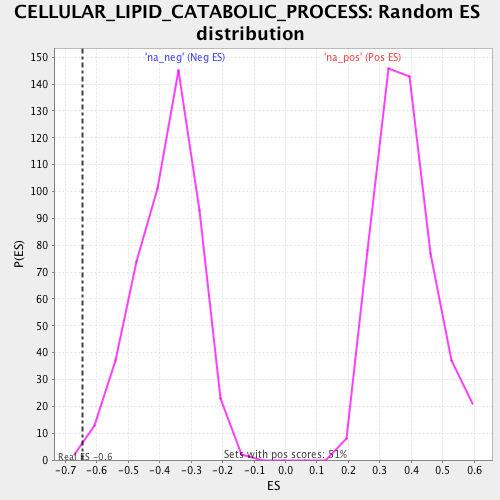 CELLULAR_LIPID_CATABOLIC_PROCESS: Random ES
distribution
'na_neg' (Neg ES)
'na_pos' (Pos ES)
150
140
130
120
110
100
90
80
70
60
50
40
30
20
10
0
P(ES)
Real ES -0.6
Sets with pos scores: 51%
-0.7 -0.6 -0.5 -0.4 -0.3 -0.2 -0.1 0.0 0.1 0.2 0.3 0.4 0.5 0.6
ES